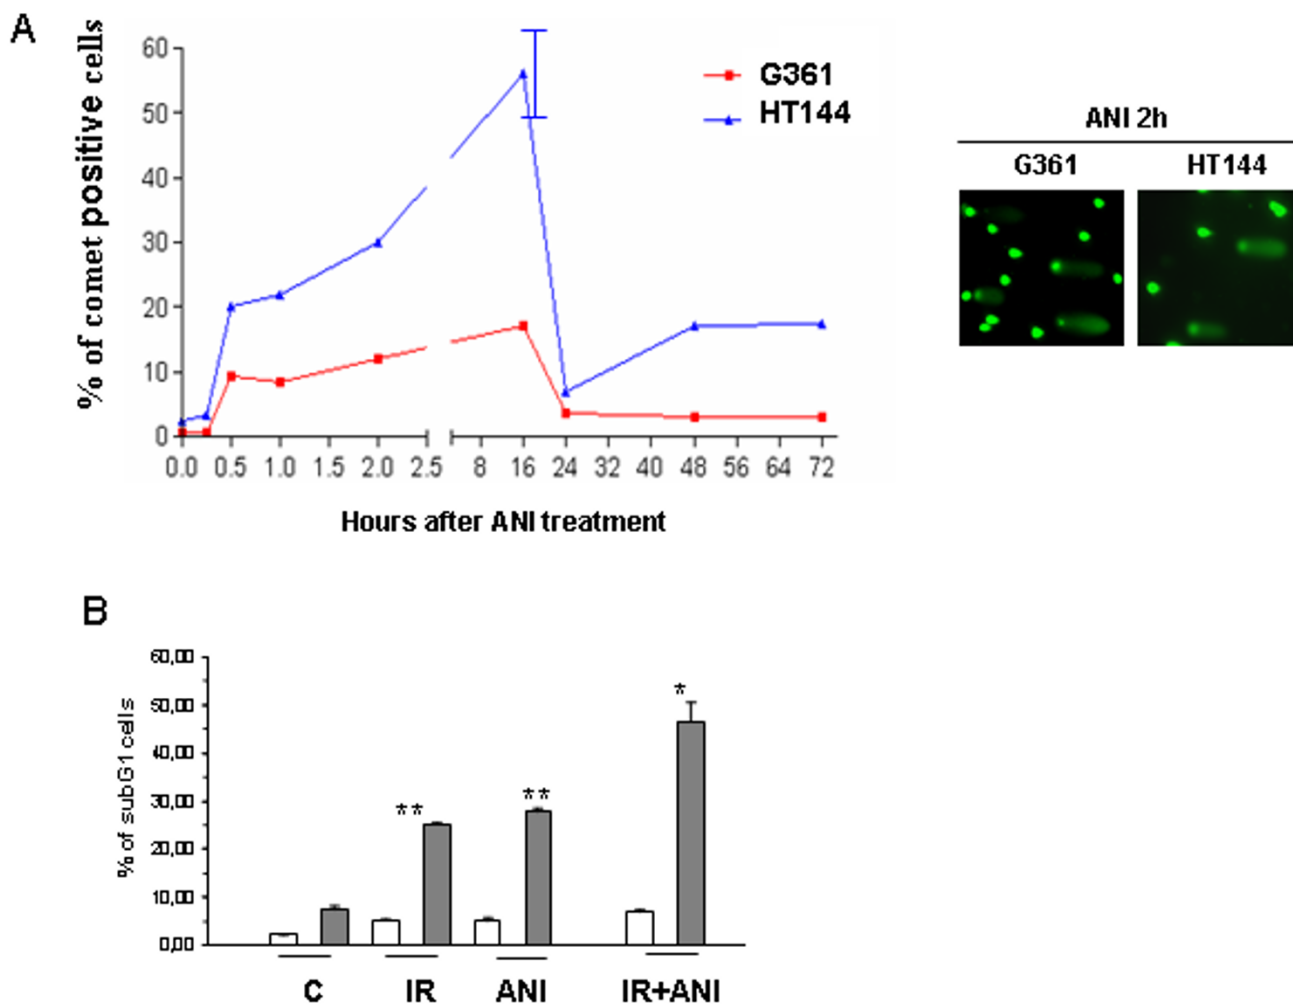 A
% of comet positive cells
60
50
40
30
20
10
0
0.0 0.5 1.0 1.5 2.0 2.5 8 16 24 32 40 48 56 64 72
Hours after ANI treatment
G361
HT144
ANI 2h
G361 HT144
B
% of subG1 cells
60,00
50,00
40,00
30,00
20,00
10,00
0,00
**
**
*
C IR ANI IR+ANI